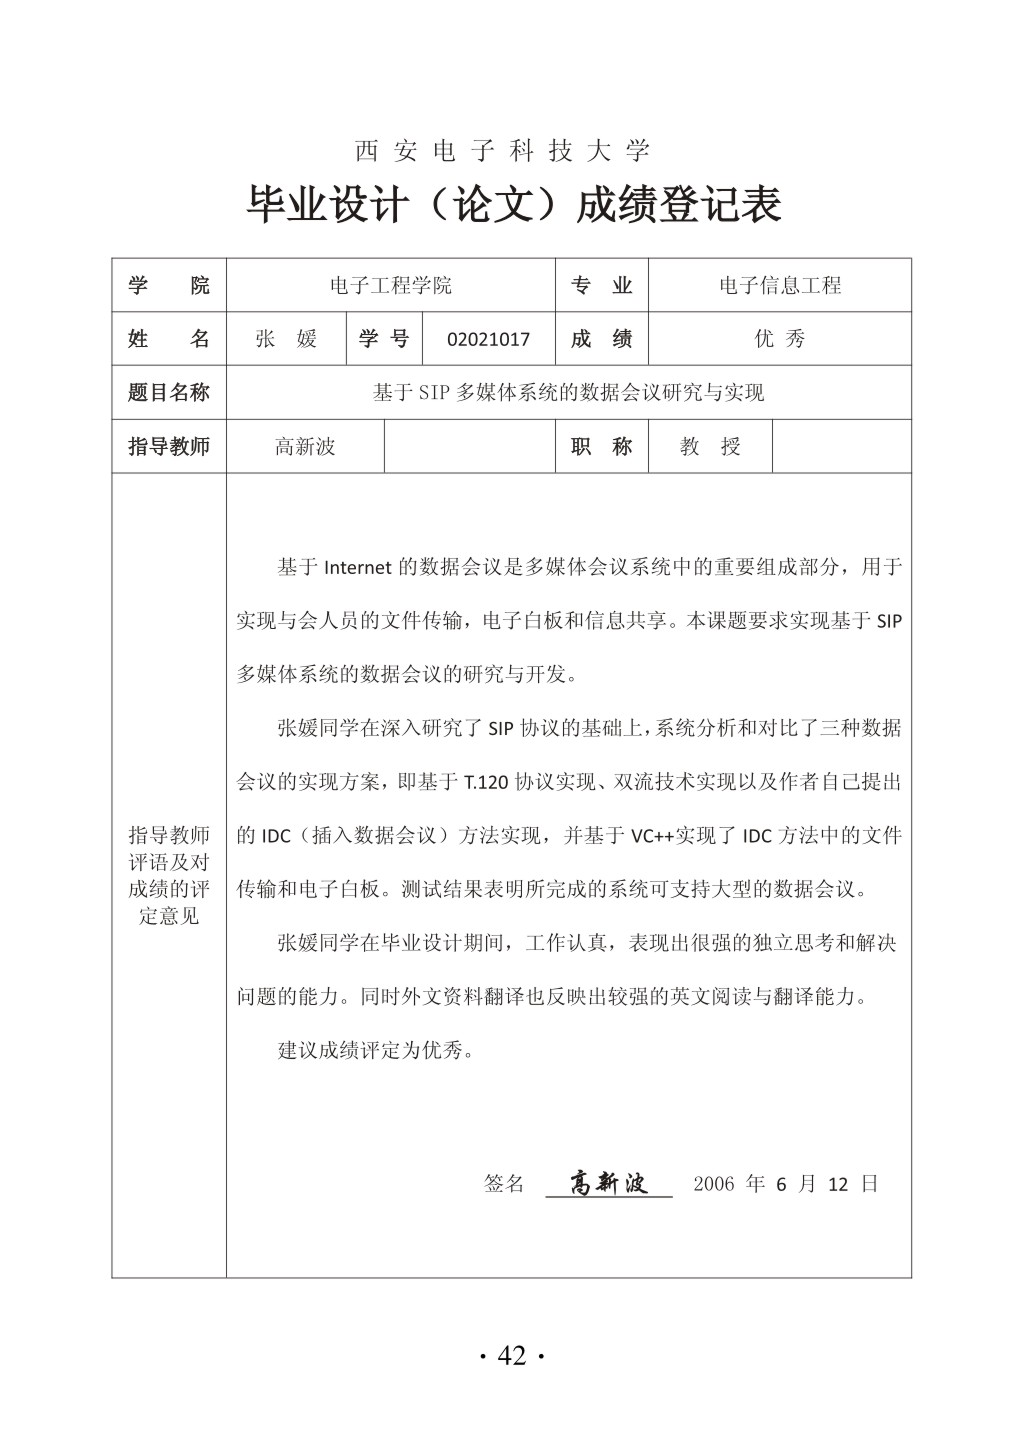 西安电子科技大学
毕业设计（论文）成绩登记表
学 院 电子工程学院 专 业 电子信息工程
姓 名 张 媛 学 号 02021017 成 绩 优 秀
题目名称 基于 SIP 多媒体系统的数据会议研究与实现
指导教师 高新波 职 称 教 授
基于 Internet 的数据会议是多媒体会议系统中的重要组成部分，用于
实现与会人员的文件传输，电子白板和信息共享。本课题要求实现基于 SIP
多媒体系统的数据会议的研究与开发。
张媛同学在深入研究了 SIP 协议的基础上，系统分析和对比了三种数据
会议的实现方案，即基于 T.120 协议实现、双流技术实现以及作者自己提出
指导教师
评语及对
成绩的评
定意见
的 IDC（插入数据会议）方法实现，并基于 VC++实现了 IDC 方法中的文件
传输和电子白板。测试结果表明所完成的系统可支持大型的数据会议。
张媛同学在毕业设计期间，工作认真，表现出很强的独立思考和解决
问题的能力。同时外文资料翻译也反映出较强的英文阅读与翻译能力。
建议成绩评定为优秀。
签名 高新波 2006 年 6 月 12 日
· 42 ·